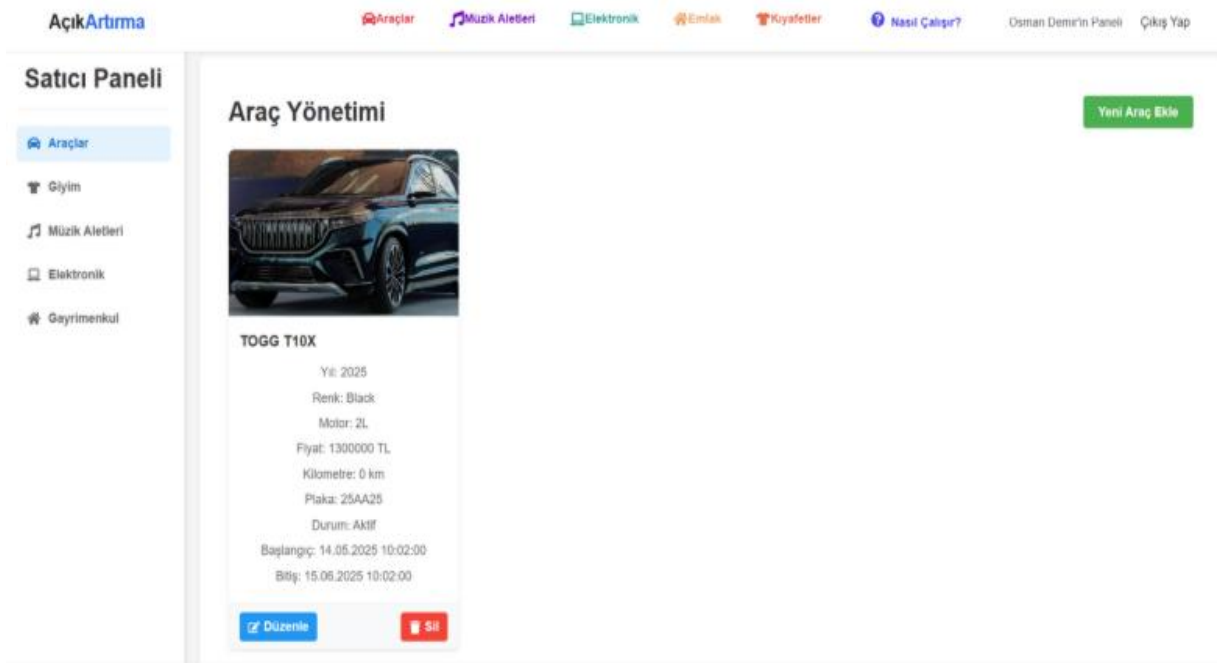 AçıkArtırma
Araçlar
Müzik Aletleri
Elektronik
Emlak
Kıyafetler
Nasıl Çalışır?
Osman Demir'in Paneli
Çıkış Yap
Satıcı Paneli
Araçlar
Giyim
Müzik Aletleri
Elektronik
Gayrimenkul
Araç Yönetimi
Yeni Araç Ekle
TOGG T10X
Yıl: 2025
Renk: Black
Motor: 2L
Fiyat: 1300000 TL
Kilometre: 0 km
Plaka: 25AA25
Durum: Aktif
Başlangıç: 14.05.2025 10:02:00
Bitiş: 15.06.2025 10:02:00
Düzenle
Sil